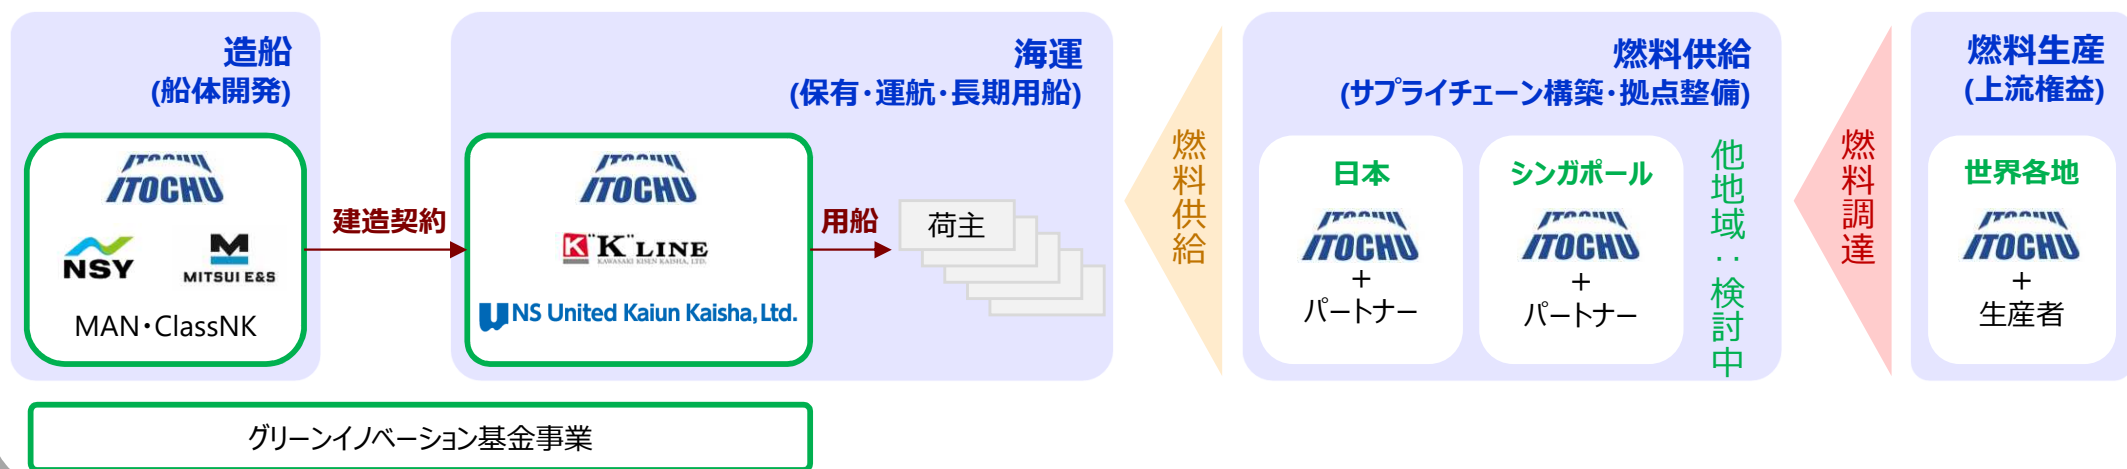 造船
(船体開発)
ITOCHU
NSY
MITSUI E&S
MAN・ClassNK
建造契約
海運
(保有・運航・長期用船)
ITOCHU
K "K" LINE
KAWASAKI KISEN KAISHA, LTD.
NS United Kaiun Kaisha, Ltd.
用船
荷主
燃料供給
燃料供給
(サプライチェーン構築・拠点整備)
日本
ITOCHU
+
パートナー
シンガポール
ITOCHU
+
パートナー
他地域：検討中
燃料調達
燃料生産
(上流権益)
世界各地
ITOCHU
+
生産者
グリーンイノベーション基金事業